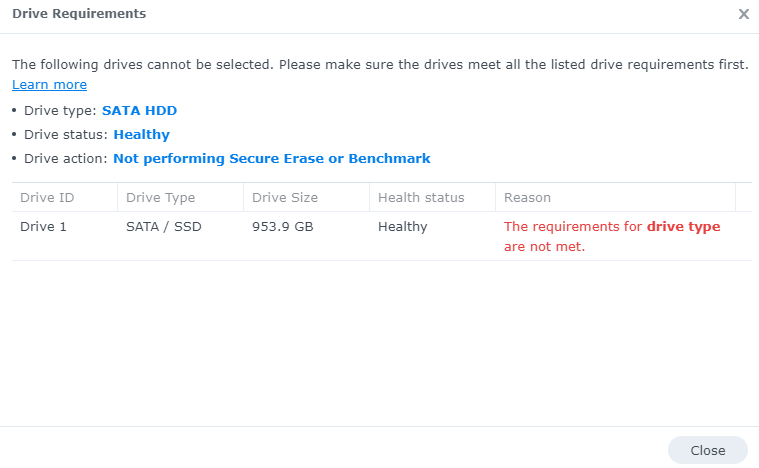 Drive Requirements
The following drives cannot be selected. Please make sure the drives meet all the listed drive requirements first.
Learn more
• Drive type: SATA HDD
• Drive status: Healthy
• Drive action: Not performing Secure Erase or Benchmark
Drive ID Drive Type Drive Size Health status Reason
Drive 1 SATA / SSD 953.9 GB Healthy The requirements for drive type
are not met.
Close